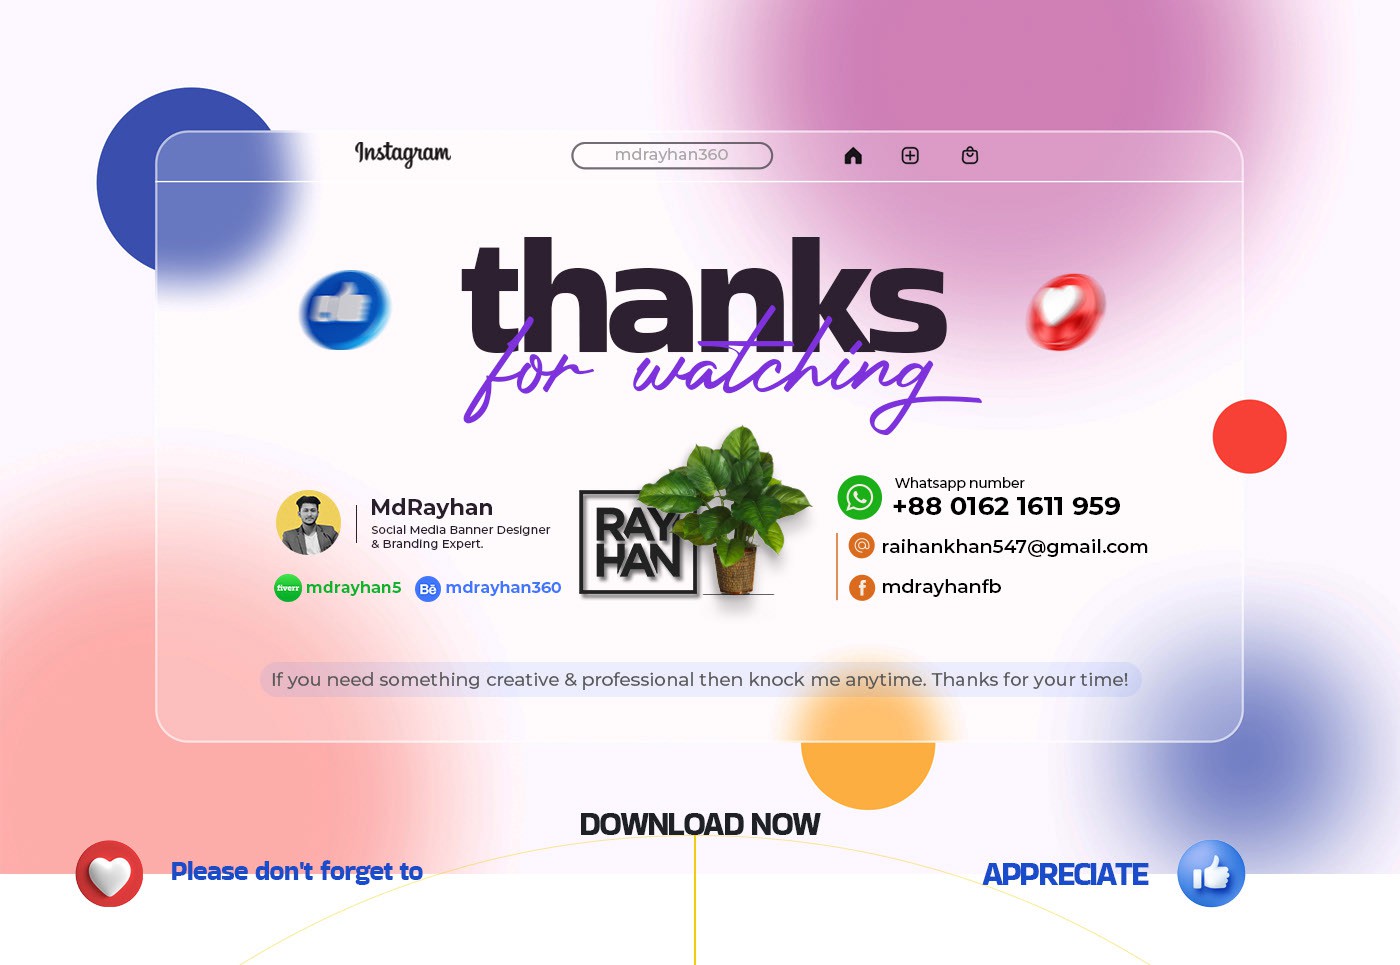 Instagram
mdrayhan360
thanks
for watching
MdRayhan
Social Media Banner Designer
& Branding Expert.
fiverr mdrayhan5
Bē mdrayhan360
RAY
HAN
Whatsapp number
+88 0162 1611 959
@ raihankhan547@gmail.com
f mdrayhanfb
If you need something creative & professional then knock me anytime. Thanks for your time!
DOWNLOAD NOW
Please don't forget to
APPRECIATE